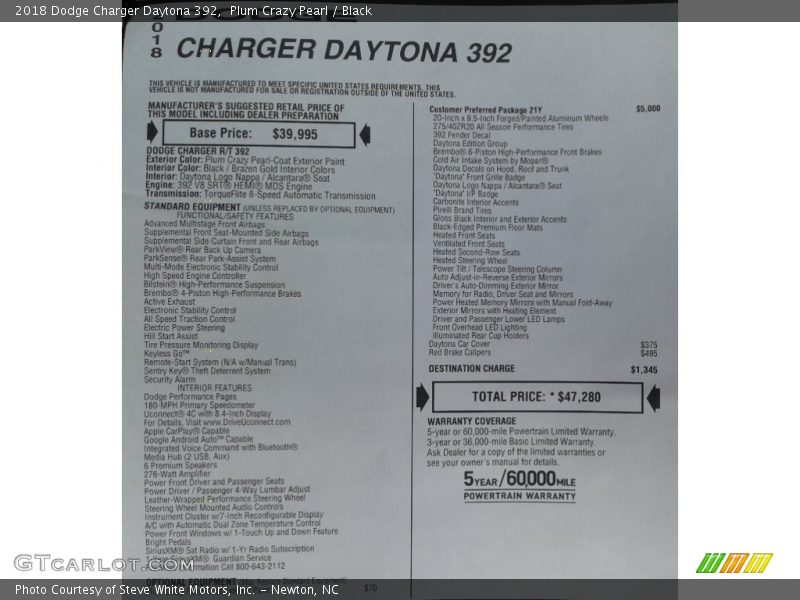 2018 Dodge Charger Daytona 392,  Plum Crazy Pearl / Black
DODGE
2018
CHARGER DAYTONA 392
THIS VEHICLE IS MANUFACTURED TO MEET SPECIFIC UNITED STATES REQUIREMENTS. THIS
VEHICLE IS NOT MANUFACTURED FOR SALE OR REGISTRATION OUTSIDE OF THE UNITED STATES.
MANUFACTURER'S SUGGESTED RETAIL PRICE OF
THIS MODEL INCLUDING DEALER PREPARATION
Base Price: $39,995
DODGE CHARGER R/T 392
Exterior Color: Plum Crazy Pearl-Coat Exterior Paint
Interior Color: Black / Brazen Gold Interior Colors
Interior: Daytona Logo Nappa / Alcantara® Seat
Engine: 392 V8 SRT® HEMI® MDS Engine
Transmission: TorqueFlite 8-Speed Automatic Transmission
STANDARD EQUIPMENT (UNLESS REPLACED BY OPTIONAL EQUIPMENT)
FUNCTIONAL/SAFETY FEATURES
Advanced Multistage Front Airbags
Supplemental Front Seat-Mounted Side Airbags
Supplemental Side-Curtain Front and Rear Airbags
ParkView® Rear Back Up Camera
ParkSense® Rear Park-Assist System
Multi-Mode Electronic Stability Control
High Speed Engine Controller
Bilstein® High-Performance Suspension
Brembo® 4-Piston High-Performance Brakes
Active Exhaust
Electronic Stability Control
All Speed Traction Control
Electric Power Steering
Hill Start Assist
Tire Pressure Monitoring Display
Keyless Go™
Remote-Start System (N/A w/Manual Trans)
Sentry Key® Theft Deterrent System
Security Alarm
INTERIOR FEATURES
Dodge Performance Pages
180-MPH Primary Speedometer
Uconnect® 4C with 8.4-Inch Display
For Details, Visit www.DriveUconnect.com
Apple CarPlay® Capable
Google Android Auto™ Capable
Integrated Voice Command with Bluetooth®
Media Hub (2 USB, Aux)
6 Premium Speakers
276-Watt Amplifier
Power Front Driver and Passenger Seats
Power Driver / Passenger 4-Way Lumbar Adjust
Leather-Wrapped Performance Steering Wheel
Steering Wheel Mounted Audio Controls
Instrument Cluster w/7-Inch Reconfigurable Display
A/C with Automatic Dual Zone Temperature Control
Power Front Windows w/ 1-Touch Up and Down Feature
Bright Pedals
SiriusXM® Sat Radio w/ 1-Yr Radio Subscription
1-Year SiriusXM® Guardian Service
Information Call 800-643-2112
OPTIONAL EQUIPMENT (May Replace Standard Equipment)
Customer Preferred Package 21Y $5,000
20-Inch x 9.5-Inch Forged/Painted Aluminum Wheels
275/40ZR20 All Season Performance Tires
392 Fender Decal
Daytona Edition Group
Brembo® 6-Piston High-Performance Front Brakes
Cold Air Intake System by Mopar®
Daytona Decals on Hood, Roof and Trunk
'Daytona' Front Grille Badge
Daytona Logo Nappa / Alcantara® Seat
'Daytona' I/P Badge
Carbonite Interior Accents
Pirelli Brand Tires
Gloss Black Interior and Exterior Accents
Black-Edged Premium Floor Mats
Heated Front Seats
Ventilated Front Seats
Heated Second-Row Seats
Heated Steering Wheel
Power Tilt / Telescope Steering Column
Auto Adjust-in-Reverse Exterior Mirrors
Driver's Auto-Dimming Exterior Mirror
Memory for Radio, Driver Seat and Mirrors
Power Heated Memory Mirrors with Manual Fold-Away
Exterior Mirrors with Heating Element
Driver and Passenger Lower LED Lamps
Front Overhead LED Lighting
Illuminated Rear Cup Holders
Daytona Car Cover $375
Red Brake Calipers $495
DESTINATION CHARGE $1,345
TOTAL PRICE: * $47,280
WARRANTY COVERAGE
5-year or 60,000-mile Powertrain Limited Warranty.
3-year or 36,000-mile Basic Limited Warranty.
Ask Dealer for a copy of the limited warranties or
see your owner's manual for details.
5YEAR/60,000MILE
POWERTRAIN WARRANTY
570
GTcarlot.com
Photo Courtesy of Steve White Motors, Inc. – Newton, NC